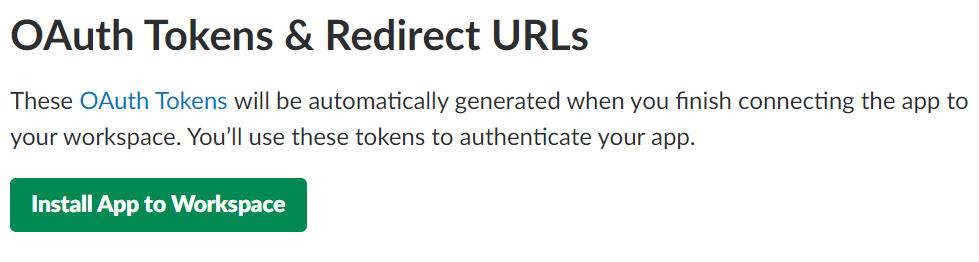 OAuth Tokens & Redirect URLs
These OAuth Tokens will be automatically generated when you finish connecting the app to
your workspace. You’ll use these tokens to authenticate your app.
Install App to Workspace